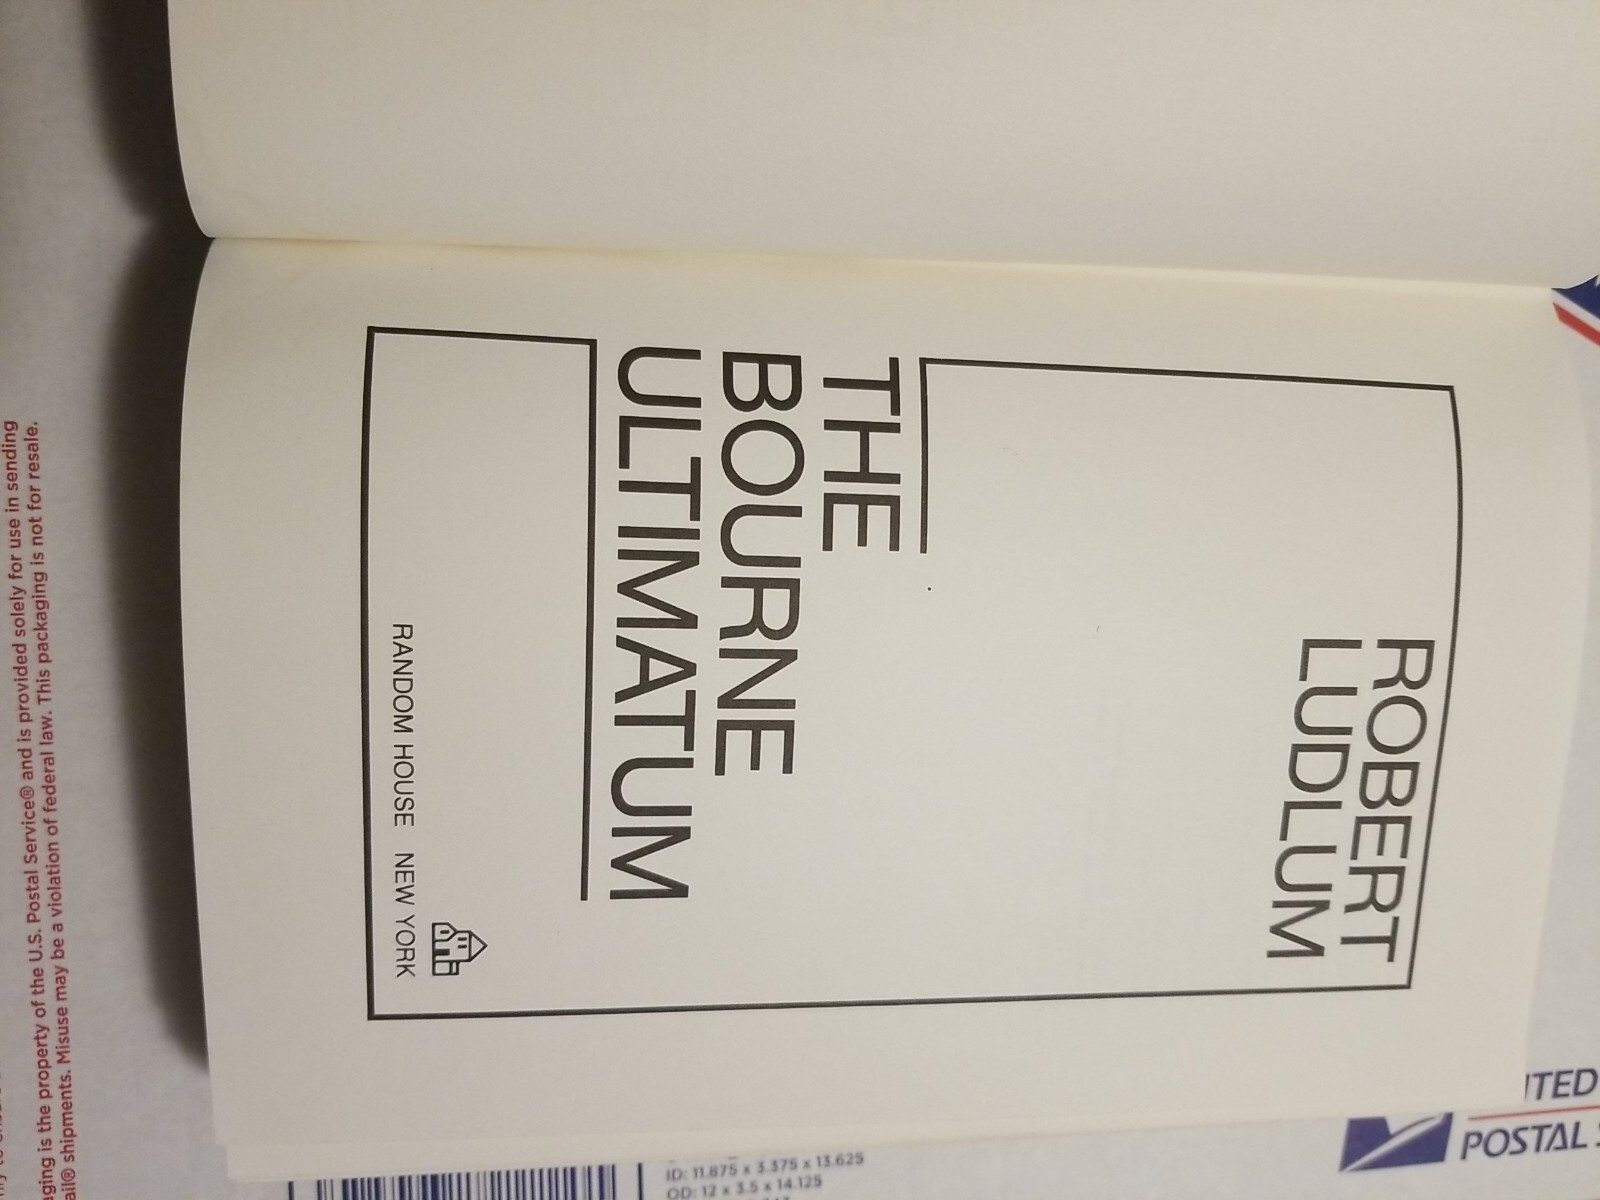 ROBERT
LUDLUM
THE
BOURNE
ULTIMATUM
RANDOM HOUSE NEW YORK
aging is the property of the U.S. Postal Service® and is provided solely for use in sending
ail® shipments. Misuse may be a violation of federal law. This packaging is not for resale.
ITED
POSTAL
ID: 11.875 x 3.375 x 13.625
OD: 12 x 3.5 x 14.125